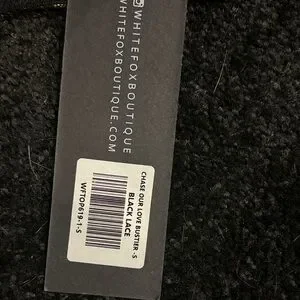 WHITEFOXBOUTIQUE
WHITEFOXBOUTIQUE.COM
CHASE OUR LOVE BUSTIER -S
BLACK LACE
WFTOP619-1-S